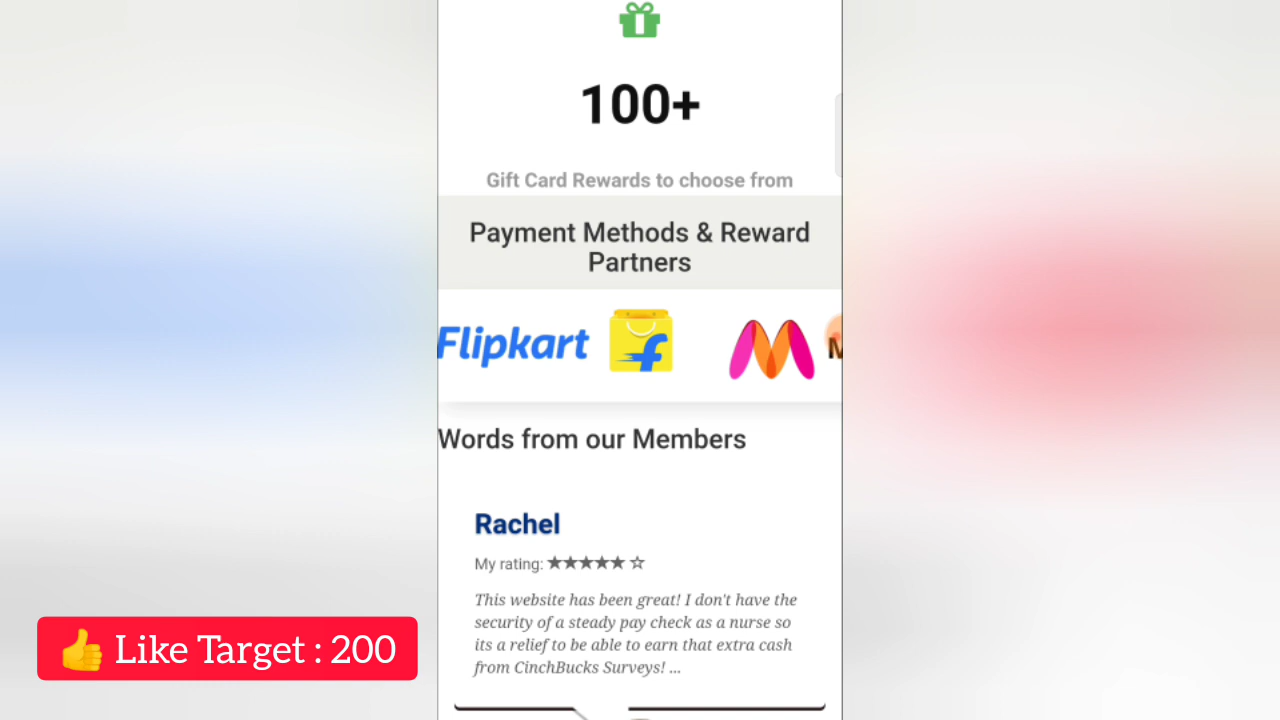 100+
Gift Card Rewards to choose from
Payment Methods & Reward
Partners
Flipkart
Words from our Members
Rachel
My rating: ★★★★★ ☆
This website has been great! I don't have the
security of a steady pay check as a nurse so
its a relief to be able to earn that extra cash
from CinchBucks Surveys! ...
👍 Like Target : 200